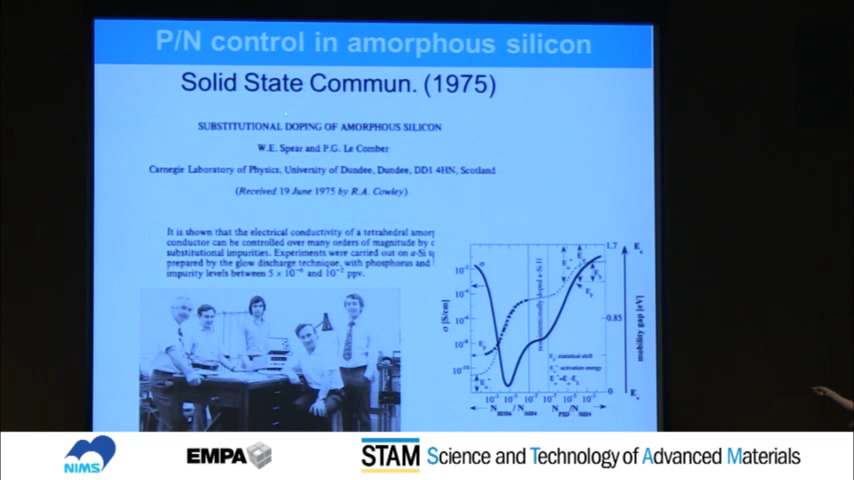 P/N control in amorphous silicon
Solid State Commun. (1975)
SUBSTITUTIONAL DOPING OF AMORPHOUS SILICON
W.E. Spear and P.G. Le Comber
Carnegie Laboratory of Physics, University of Dundee, Dundee, DD1 4HN, Scotland
(Received 19 June 1975 by R.A. Cowley)
It is shown that the electrical conductivity of a tetrahedral amor
conductor can be controlled over many orders of magnitude by
substitutional impurities. Experiments were carried out on a-Si
prepared by the glow discharge technique, with phosphorus and
impurity levels between 5 x 10⁻⁶ and 10⁻² ppv.
σ [S/cm]
σ
1.7
0.85
0
mobility gap [eV]
statistical shift
activation energy
NIMS
EMPA
STAM Science and Technology of Advanced Materials